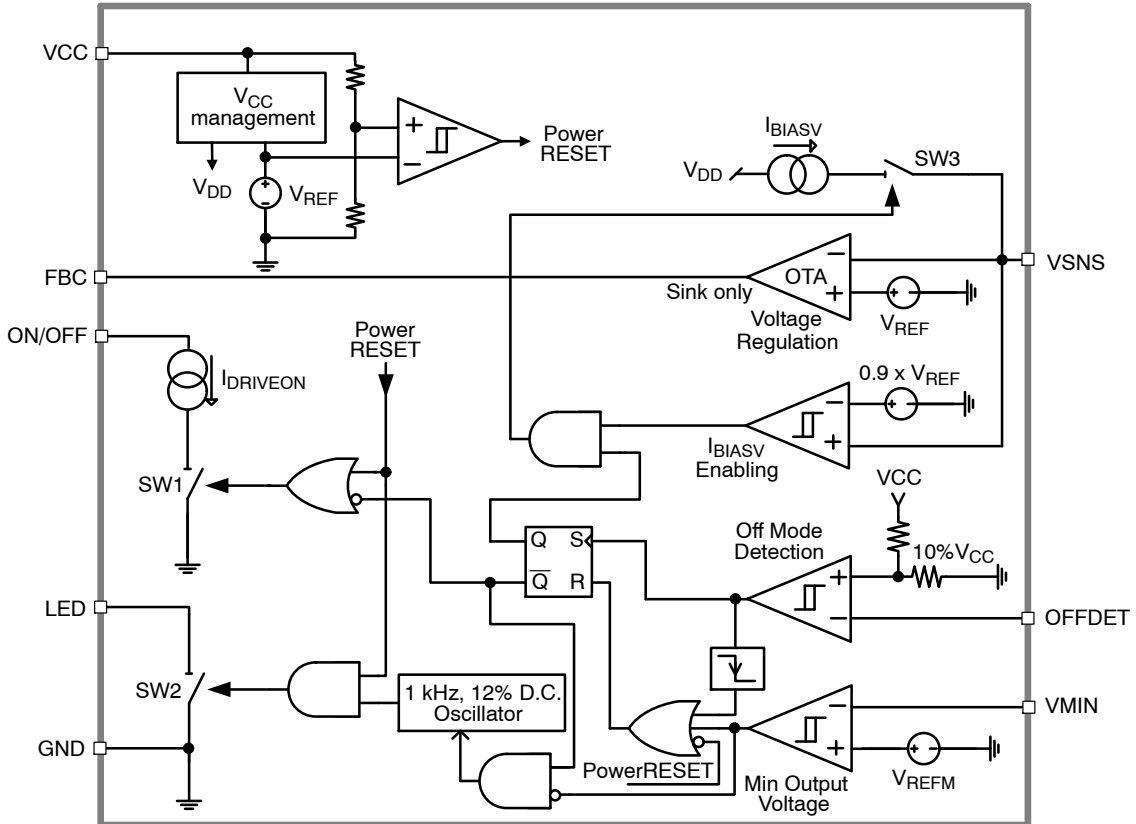 VCC
VCC
management
VDD
VREF
+
−
+
−
Power
RESET
IBIASV
VDD
SW3
FBC
Sink only
OTA
−
+
+
VREF
VSNS
Voltage
Regulation
ON/OFF
IDRIVEON
Power
RESET
0.9 x VREF
−
+
+
IBIASV
Enabling
SW1
VCC
Off Mode
Detection
10%VCC
Q
S
Q
R
+
−
OFFDET
LED
SW2
1 kHz, 12% D.C.
Oscillator
VMIN
−
+
+
VREFM
GND
PowerRESET
Min Output
Voltage